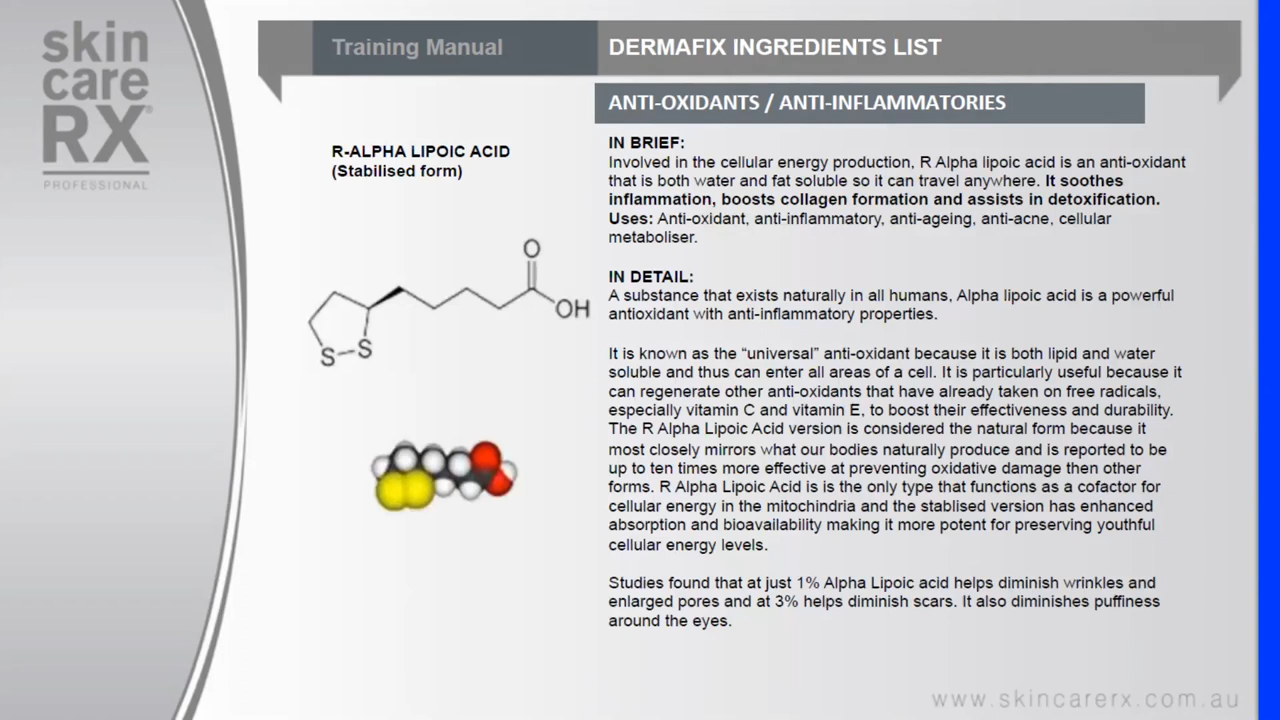 skin
care
RX®
PROFESSIONAL
Training Manual
DERMAFIX INGREDIENTS LIST
ANTI-OXIDANTS / ANTI-INFLAMMATORIES
R-ALPHA LIPOIC ACID
(Stabilised form)
O
OH
S S
IN BRIEF:
Involved in the cellular energy production, R Alpha lipoic acid is an anti-oxidant
that is both water and fat soluble so it can travel anywhere. It soothes
inflammation, boosts collagen formation and assists in detoxification.
Uses: Anti-oxidant, anti-inflammatory, anti-ageing, anti-acne, cellular
metaboliser.
IN DETAIL:
A substance that exists naturally in all humans, Alpha lipoic acid is a powerful
antioxidant with anti-inflammatory properties.
It is known as the “universal” anti-oxidant because it is both lipid and water
soluble and thus can enter all areas of a cell. It is particularly useful because it
can regenerate other anti-oxidants that have already taken on free radicals,
especially vitamin C and vitamin E, to boost their effectiveness and durability.
The R Alpha Lipoic Acid version is considered the natural form because it
most closely mirrors what our bodies naturally produce and is reported to be
up to ten times more effective at preventing oxidative damage then other
forms. R Alpha Lipoic Acid is is the only type that functions as a cofactor for
cellular energy in the mitochondria and the stablised version has enhanced
absorption and bioavailability making it more potent for preserving youthful
cellular energy levels.
Studies found that at just 1% Alpha Lipoic acid helps diminish wrinkles and
enlarged pores and at 3% helps diminish scars. It also diminishes puffiness
around the eyes.
www.skincarerx.com.au